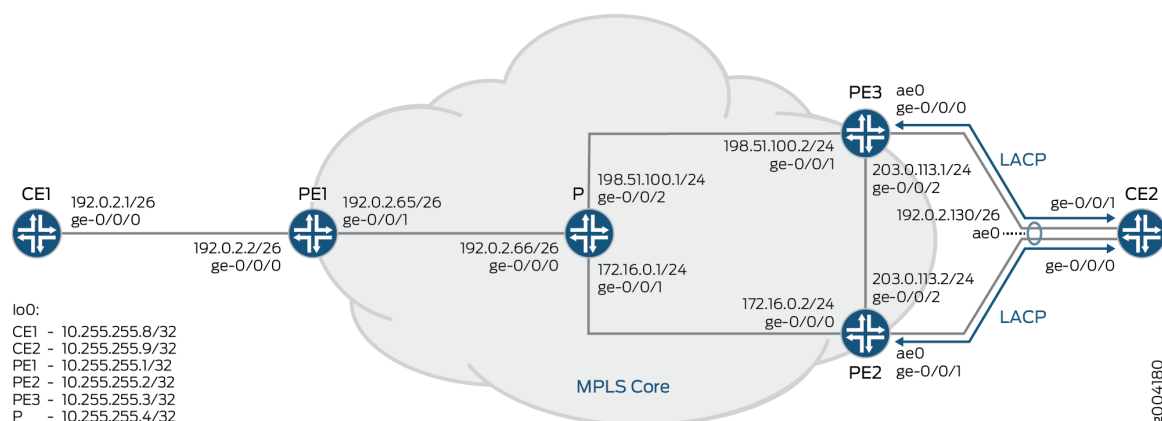 PE3
ae0
ge-0/0/0
198.51.100.2/24
ge-0/0/1
LACP
203.0.113.1/24
ge-0/0/2
CE1
192.0.2.1/26
ge-0/0/0
PE1
192.0.2.65/26
ge-0/0/1
P
198.51.100.1/24
ge-0/0/2
192.0.2.130/26
ae0
ge-0/0/1
CE2
192.0.2.2/26
ge-0/0/0
192.0.2.66/26
ge-0/0/0
172.16.0.1/24
ge-0/0/1
ge-0/0/0
203.0.113.2/24
ge-0/0/2
172.16.0.2/24
ge-0/0/0
LACP
ae0
ge-0/0/1
PE2
MPLS Core
lo0:
CE1 - 10.255.255.8/32
CE2 - 10.255.255.9/32
PE1 - 10.255.255.1/32
PE2 - 10.255.255.2/32
PE3 - 10.255.255.3/32
P - 10.255.255.4/32
g004180